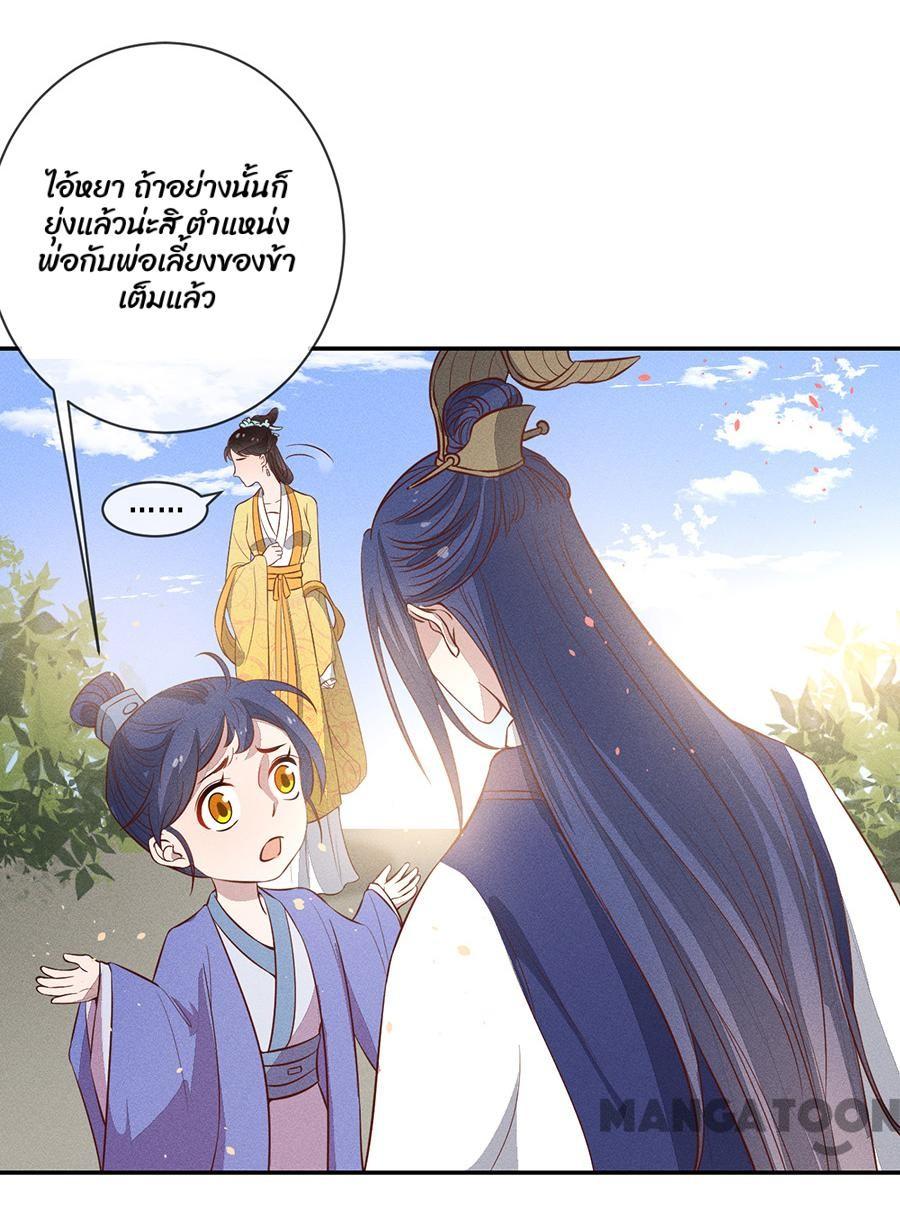 ไอ้หยา ถ้าอย่างนั้นก็
ยุ่งแล้วน่ะสิ ตำแหน่ง
พ่อกับพ่อเลี้ยงของข้า
เต็มแล้ว
......
MANGATOON